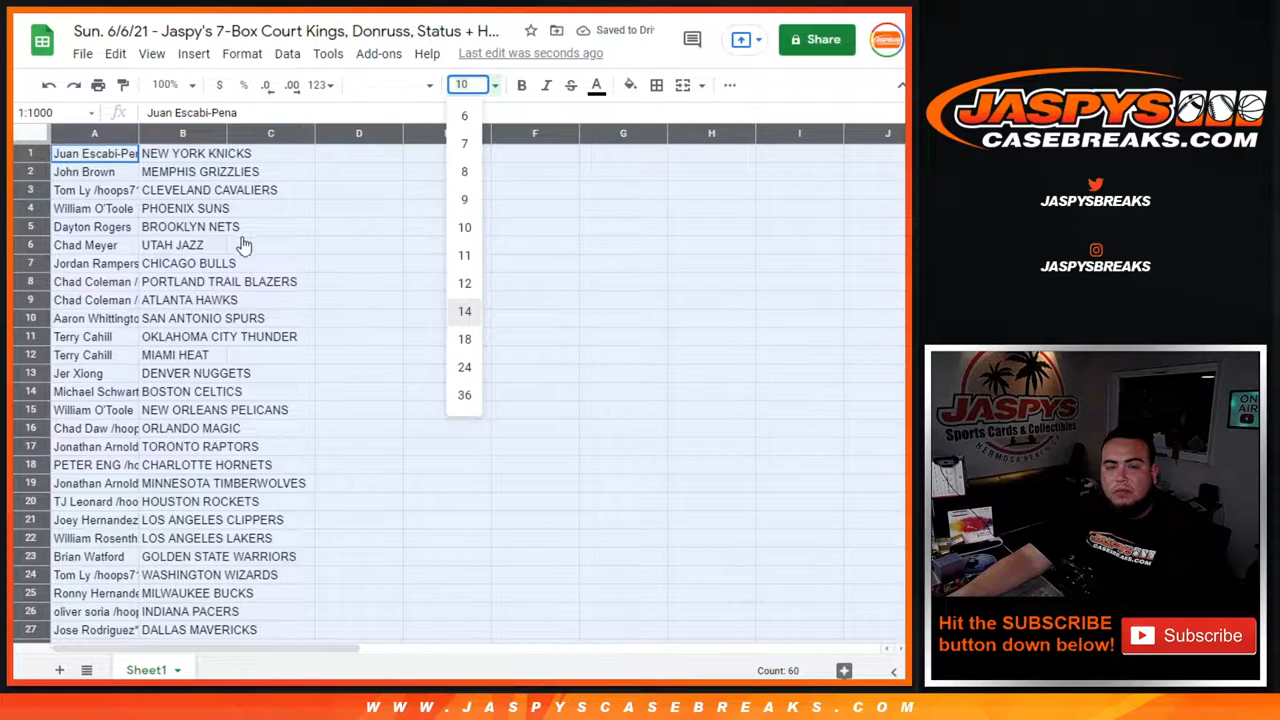 Sun. 6/6/21 - Jaspy's 7-Box Court Kings, Donruss, Status + H...
Saved to Dri
Share
File Edit View Insert Format Data Tools Add-ons Help Last edit was seconds ago
100% $ % .0 .00 123 10 B I S A
1:1000 fx Juan Escabi-Pena
A B C F G H I J
1 Juan Escabi-Pen NEW YORK KNICKS
2 John Brown MEMPHIS GRIZZLIES
3 Tom Ly /hoops7 CLEVELAND CAVALIERS
4 William O'Toole PHOENIX SUNS
5 Dayton Rogers BROOKLYN NETS
6 Chad Meyer UTAH JAZZ
7 Jordan Rampers CHICAGO BULLS
8 Chad Coleman / PORTLAND TRAIL BLAZERS
9 Chad Coleman / ATLANTA HAWKS
10 Aaron Whittingto SAN ANTONIO SPURS
11 Terry Cahill OKLAHOMA CITY THUNDER
12 Terry Cahill MIAMI HEAT
13 Jer Xiong DENVER NUGGETS
14 Michael Schwart BOSTON CELTICS
15 William O'Toole NEW ORLEANS PELICANS
16 Chad Daw /hoop ORLANDO MAGIC
17 Jonathan Arnold TORONTO RAPTORS
18 PETER ENG /ho CHARLOTTE HORNETS
19 Jonathan Arnold MINNESOTA TIMBERWOLVES
20 TJ Leonard /hoo HOUSTON ROCKETS
21 Joey Hernandez LOS ANGELES CLIPPERS
22 William Rosenth LOS ANGELES LAKERS
23 Brian Watford GOLDEN STATE WARRIORS
24 Tom Ly /hoops7 WASHINGTON WIZARDS
25 Ronny Hernande MILWAUKEE BUCKS
26 oliver soria /hoop INDIANA PACERS
27 Jose Rodriguez" DALLAS MAVERICKS
6
7
8
9
10
11
12
14
18
24
36
Sheet1
Count: 60
JASPYS
CASEBREAKS.COM
JASPYSBREAKS
JASPYSBREAKS
JASPYS
Sports Cards & Collectibles
HERMOSA BEACH
ON
AIR
JASPYS
CASEBREAKS.COM
Hit the SUBSCRIBE
button down below!
Subscribe
WWW.JASPYSCASEBREAKS.COM